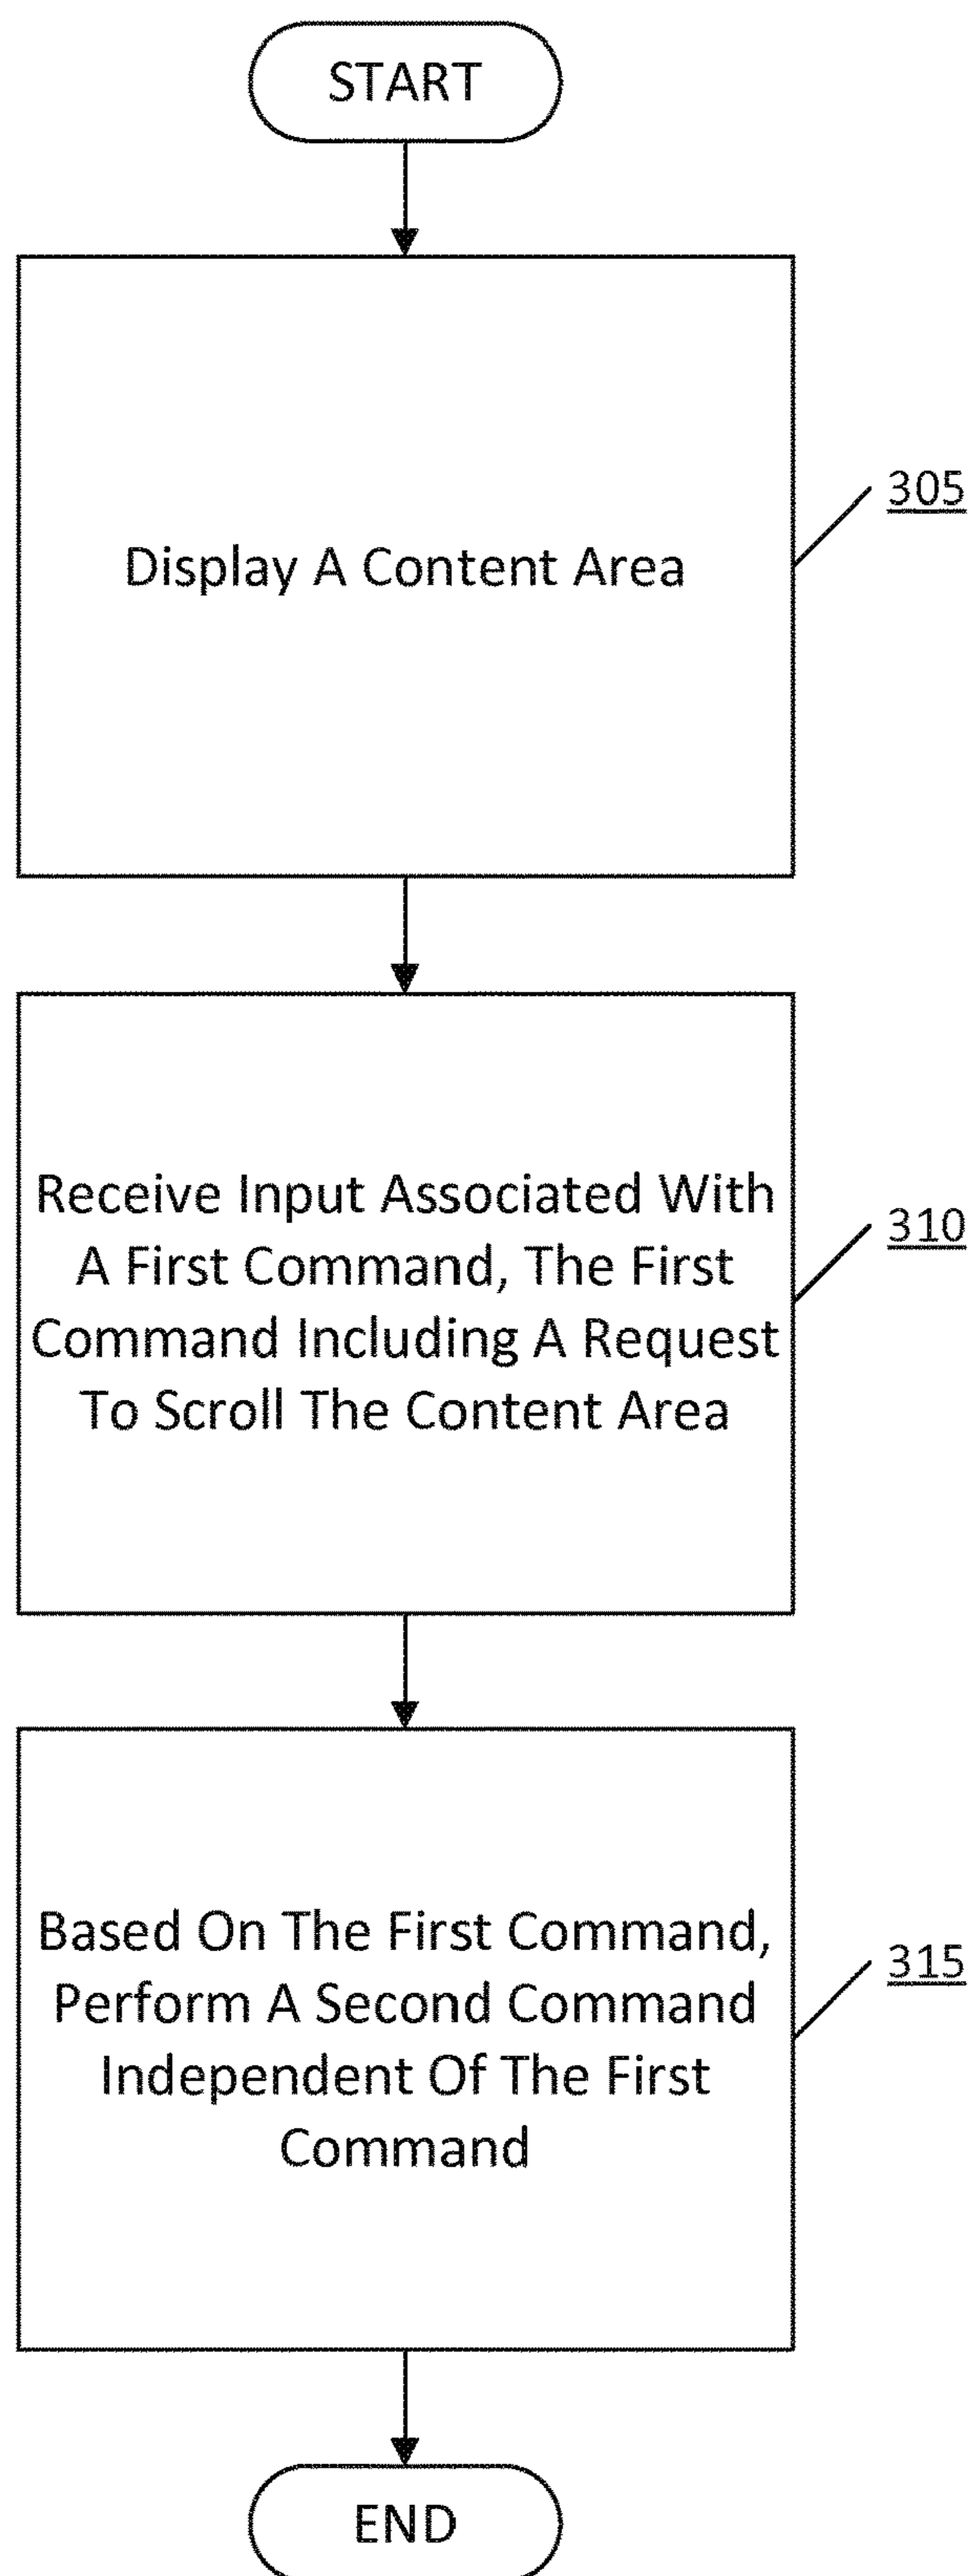 START
Display A Content Area
305
Receive Input Associated With
A First Command, The First
Command Including A Request
To Scroll The Content Area
310
Based On The First Command,
Perform A Second Command
Independent Of The First
Command
315
END